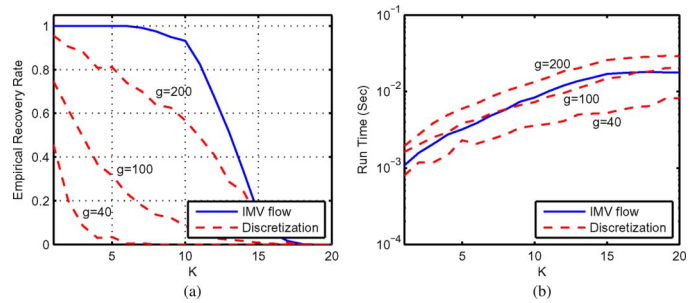 1
0.8
0.6
0.4
0.2
0
Empirical Recovery Rate
g=200
g=100
g=40
IMV flow
Discretization
5
10
15
20
K
(a)
10⁻¹
10⁻²
10⁻³
10⁻⁴
Run Time (Sec)
g=200
g=100
g=40
IMV flow
Discretization
5
10
15
20
K
(b)